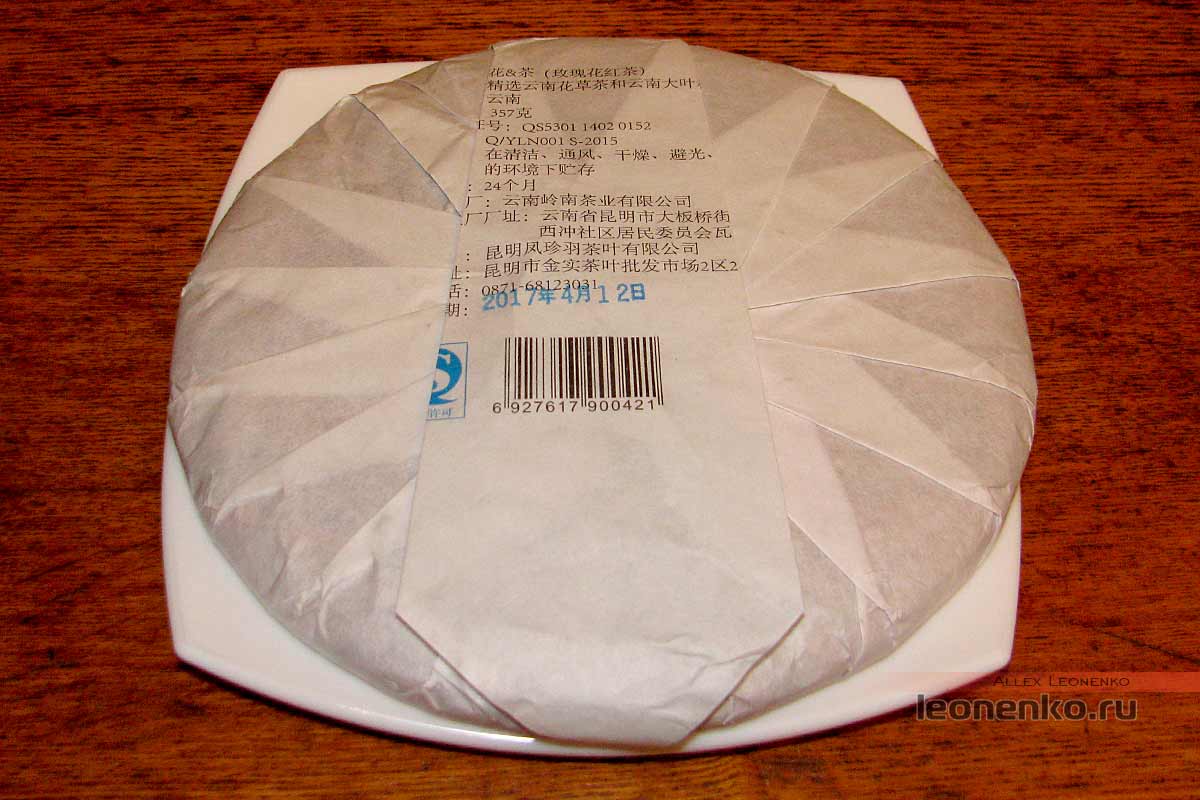 花&茶（玫瑰花红茶）
精选云南花草茶和云南大叶
云南
357克
证号：QS5301 1402 0152
Q/YLN001 S-2015
在清洁、通风、干燥、避光、
的环境下贮存
：24个月
厂：云南岭南茶业有限公司
厂厂址：云南省昆明市大板桥街
西冲社区居民委员会瓦
：昆明凤珍羽茶叶有限公司
址：昆明市金实茶叶批发市场2区2
话：0871-68123031
期：2017年4月12日
S
许可
6 927617 900421
ALLEX LEONENKO
leonenko.ru